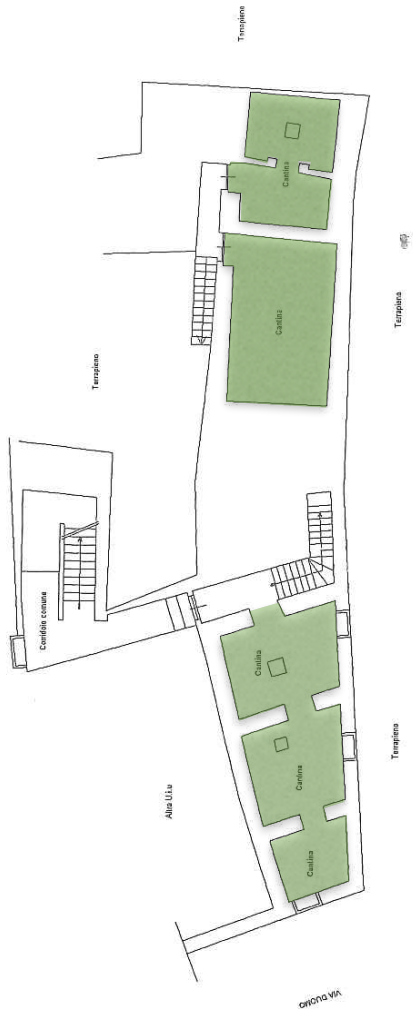 Terrapieno
Cantina
Cantina
Terrapieno
Terrapieno
Corridoio comune
Cantina
Cantina
Terrapieno
Altra U.I.u
Cantina
VIA DUOMO